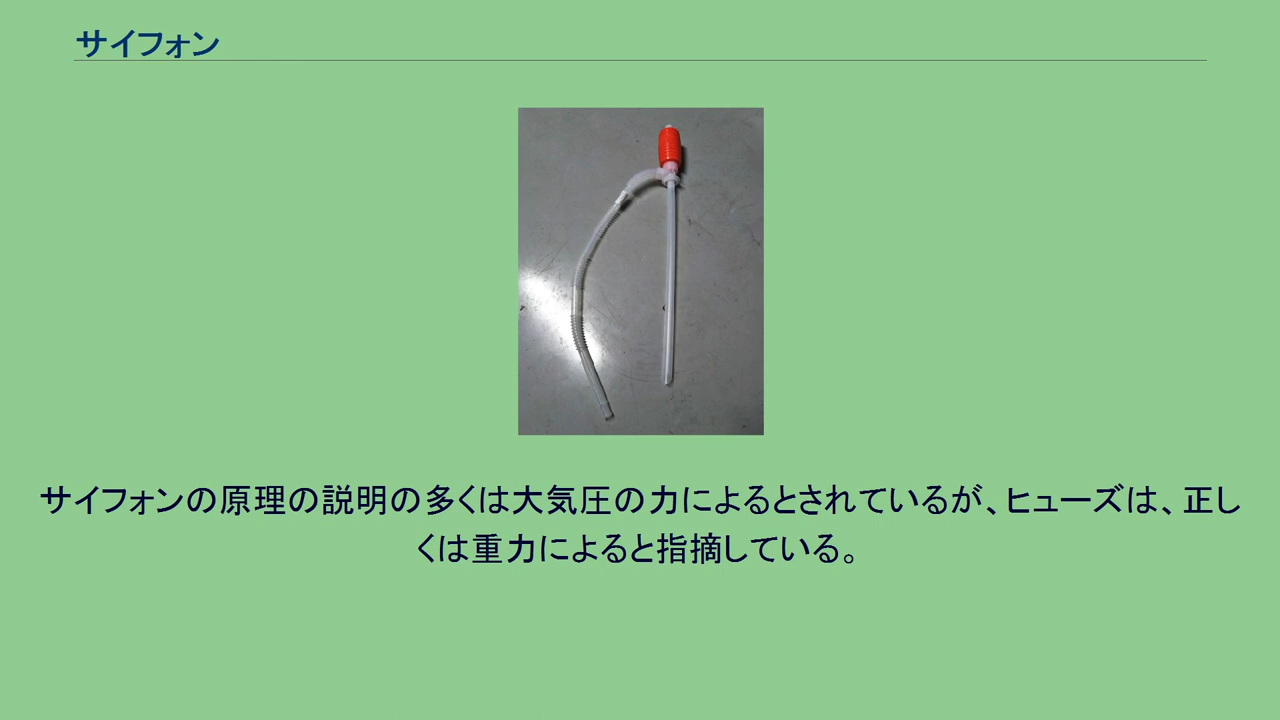 サイフォン
サイフォンの原理の説明の多くは大気圧の力によるとされているが、ヒューズは、正し
くは重力によると指摘している。